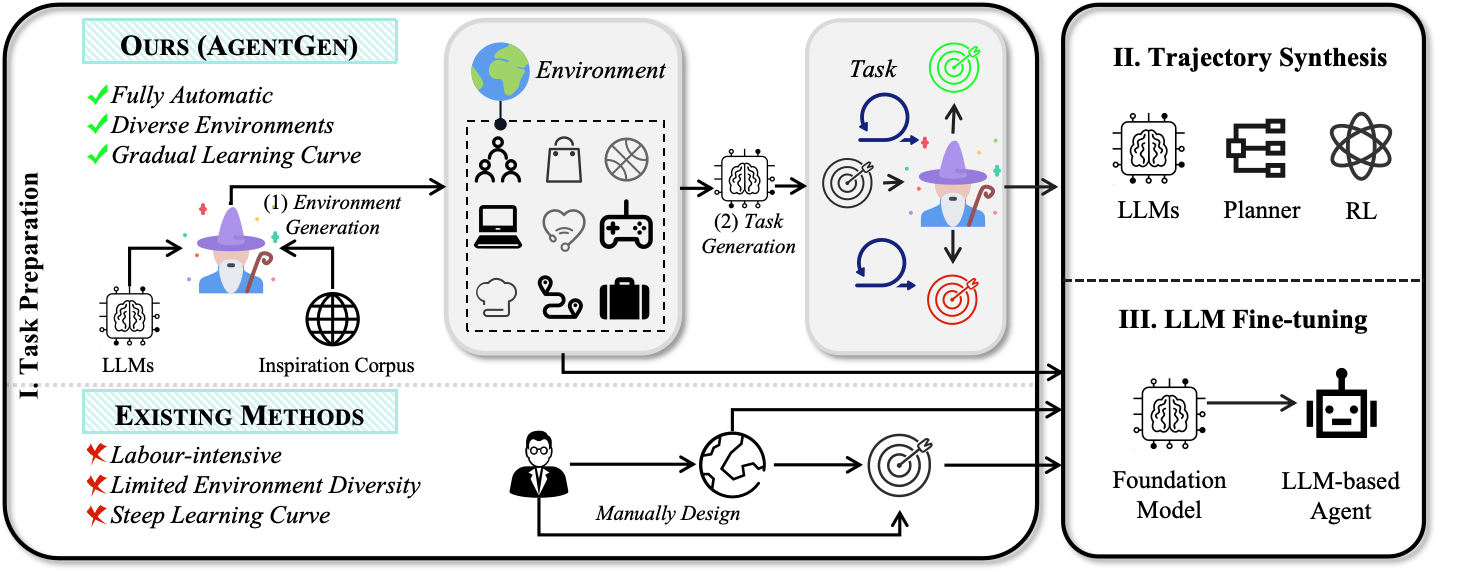 I. Task Preparation
OURS (AGENTGEN)
Fully Automatic
Diverse Environments
Gradual Learning Curve
(1) Environment
Generation
LLMs
Inspiration Corpus
Environment
(2) Task
Generation
Task
EXISTING METHODS
Labour-intensive
Limited Environment Diversity
Steep Learning Curve
Manually Design
II. Trajectory Synthesis
LLMs
Planner
RL
III. LLM Fine-tuning
Foundation
Model
LLM-based
Agent